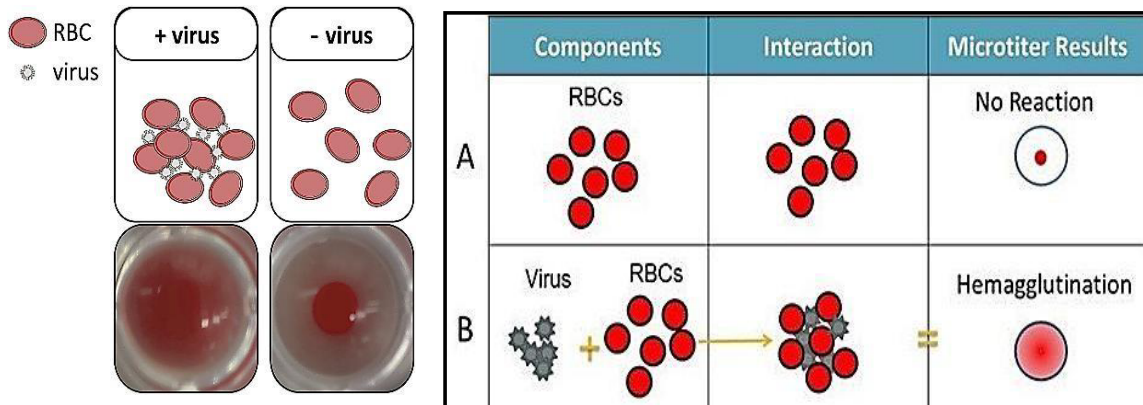 RBC
virus
+ virus
- virus
Components Interaction Microtiter Results
A
RBCs
No Reaction
B
Virus
RBCs
+
=
Hemagglutination